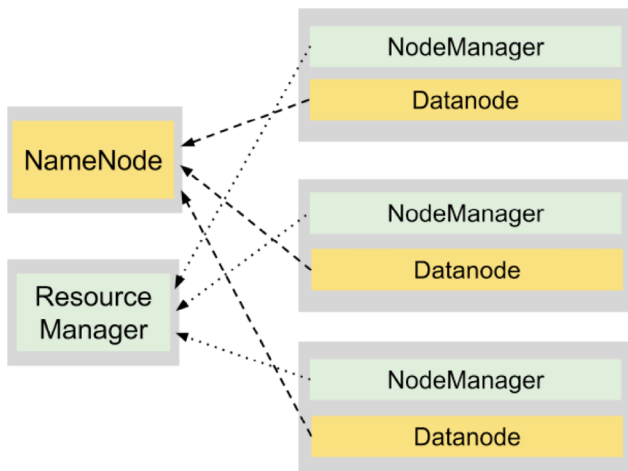 NodeManager
Datanode
NameNode
NodeManager
Datanode
Resource
Manager
NodeManager
Datanode